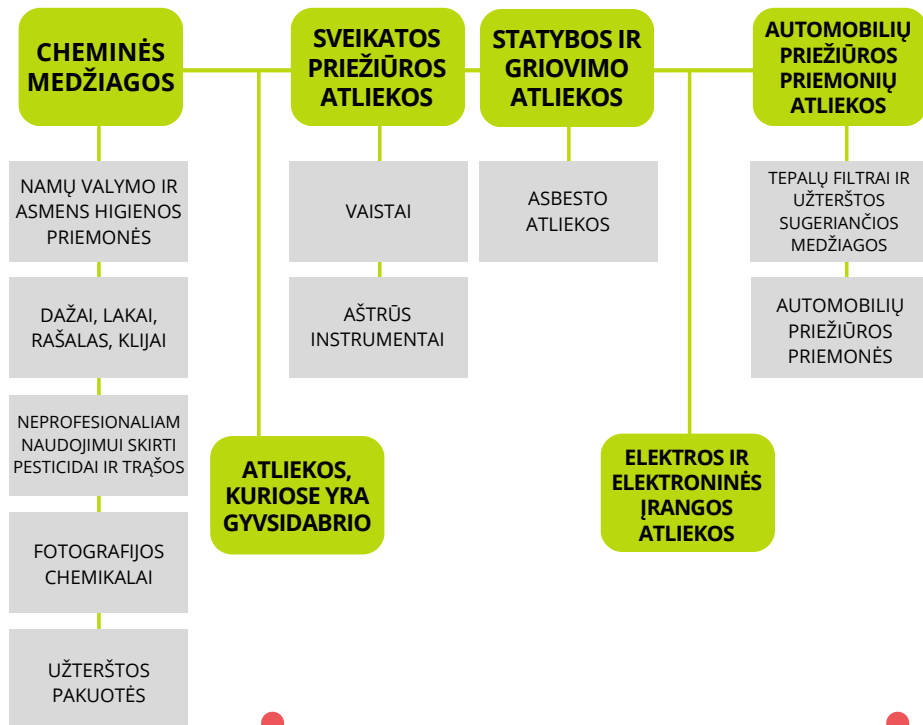 CHEMINĖS
MEDŽIAGOS
NAMŲ VALYMO IR
ASMENS HIGIENOS
PRIEMONĖS
DAŽAI, LAKAI,
RAŠALAS, KLIJAI
NEPROFESIONALIAM
NAUDOJIMUI SKIRTI
PESTICIDAI IR TRĄŠOS
FOTOGRAFIJOS
CHEMIKALAI
UŽTERŠTOS
PAKUOTĖS
ATLIEKOS,
KURIOSE YRA
GYVSIDABRIO
SVEIKATOS
PRIEŽIŪROS
ATLIEKOS
VAISTAI
AŠTRŪS
INSTRUMENTAI
STATYBOS IR
GRIOVIMO
ATLIEKOS
ASBESTO
ATLIEKOS
ELEKTROS IR
ELEKTRONINĖS
ĮRANGOS
ATLIEKOS
AUTOMOBILIŲ
PRIEŽIŪROS
PRIEMONIŲ
ATLIEKOS
TEPALŲ FILTRAI IR
UŽTERŠTOS
SUGERIANČIOS
MEDŽIAGOS
AUTOMOBILIŲ
PRIEŽIŪROS
PRIEMONĖS